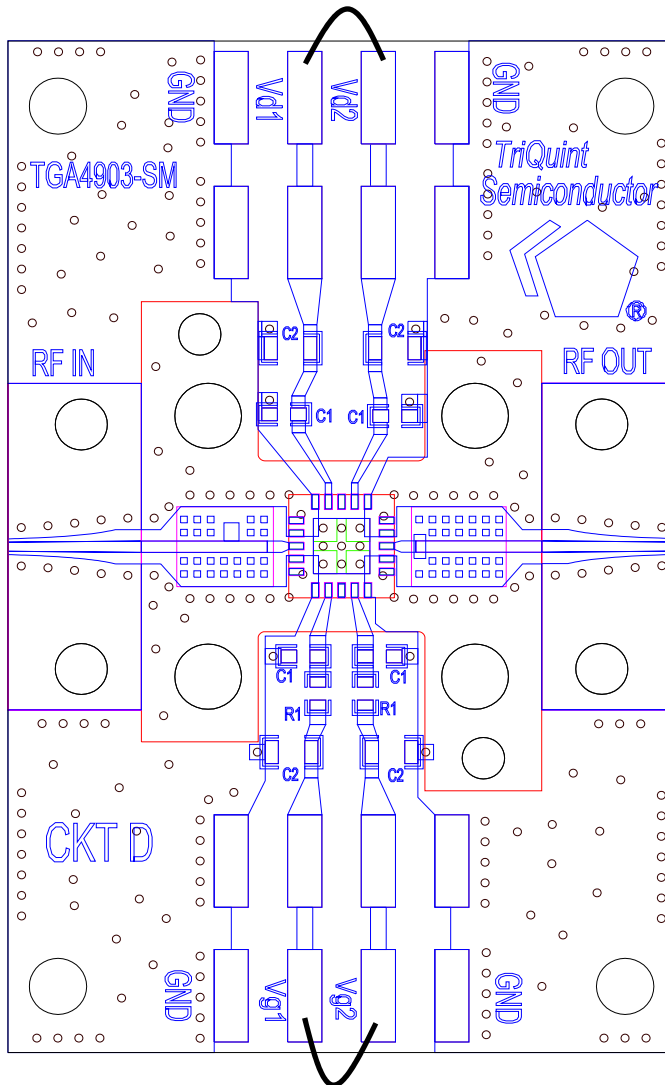 GND
Vd1
Vd2
GND
TGA4903-SM
TriQuint
Semiconductor
®
C2
C2
RF IN
RF OUT
C1
C1
C1
C1
R1
R1
C2
C2
CKT D
GND
Vg1
Vg2
GND